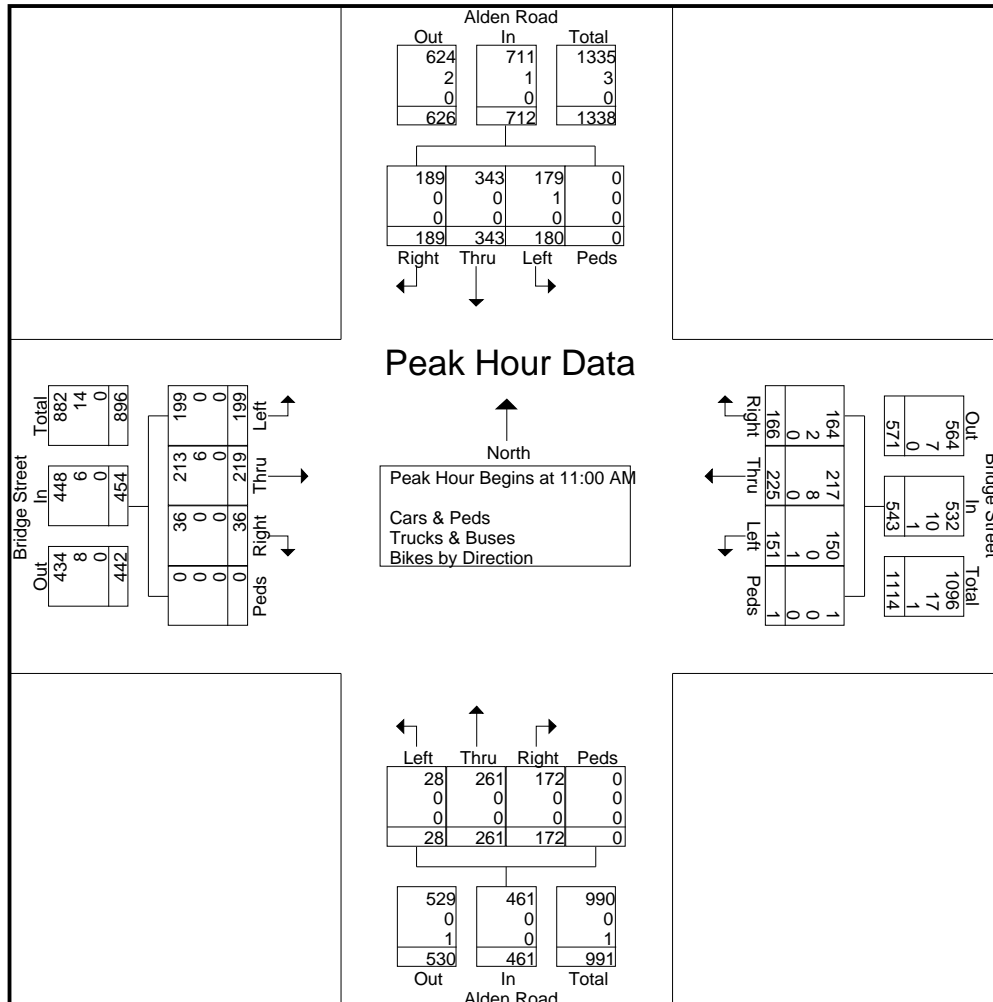 Alden Road
Out In Total
624 711 1335
2 1 3
0 0 0
626 712 1338
189 343 179 0
0 0 1 0
0 0 0 0
189 343 180 0
Right Thru Left Peds
Peak Hour Data
North
Peak Hour Begins at 11:00 AM
Cars & Peds
Trucks & Buses
Bikes by Direction
Bridge Street
Out In Total
434 448 882
8 6 14
0 0 0
442 454 896
Peds Right Thru Left
0 36 213 199
0 0 6 0
0 0 0 0
0 36 219 199
Bridge Street
Out In Total
564 532 1096
7 10 17
0 1 1
571 543 1114
164 217 150 1
2 8 0 0
0 0 1 0
166 225 151 1
Right Thru Left Peds
Left Thru Right Peds
28 261 172 0
0 0 0 0
0 0 0 0
28 261 172 0
529 461 990
0 0 0
1 0 1
530 461 991
Out In Total
Alden Road